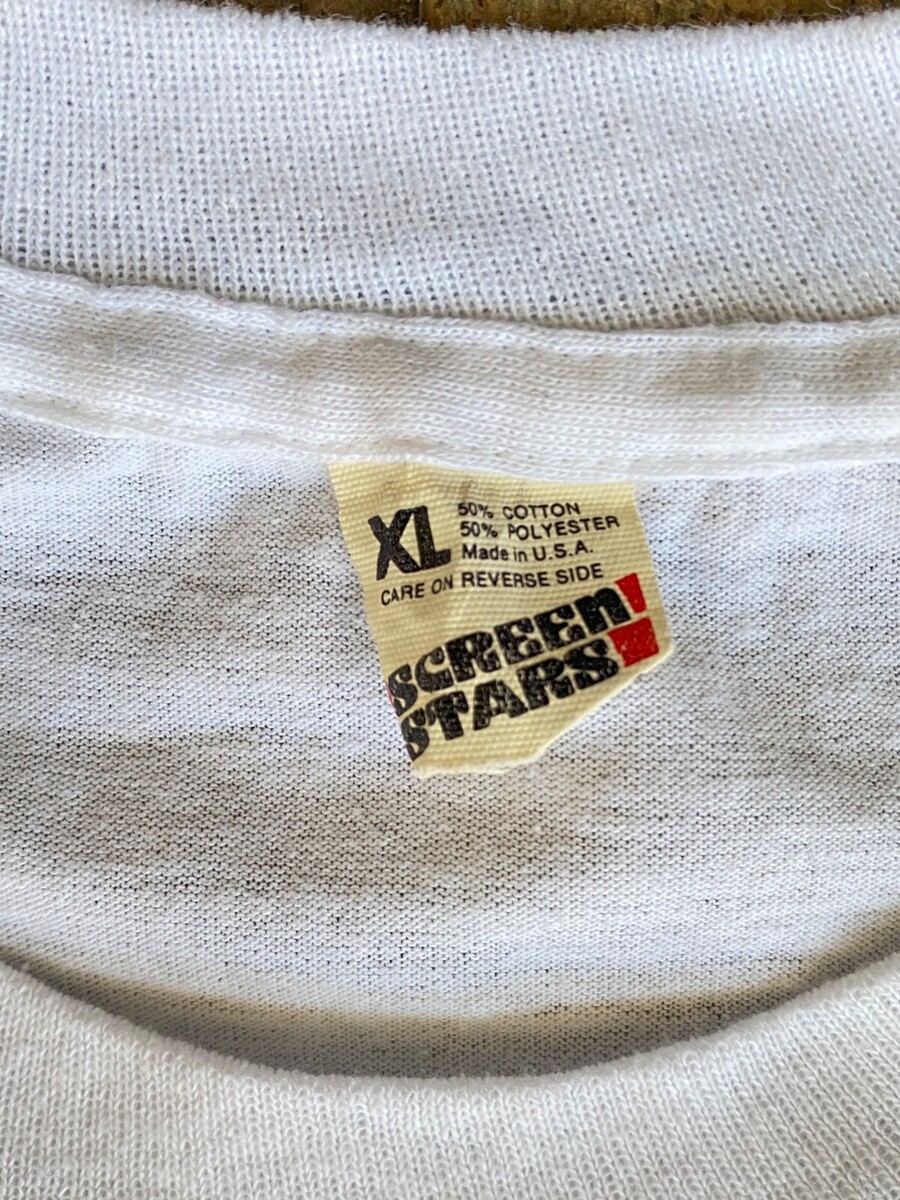 XL
50% COTTON
50% POLYESTER
Made in U.S.A.
CARE ON REVERSE SIDE
SCREEN
STARS